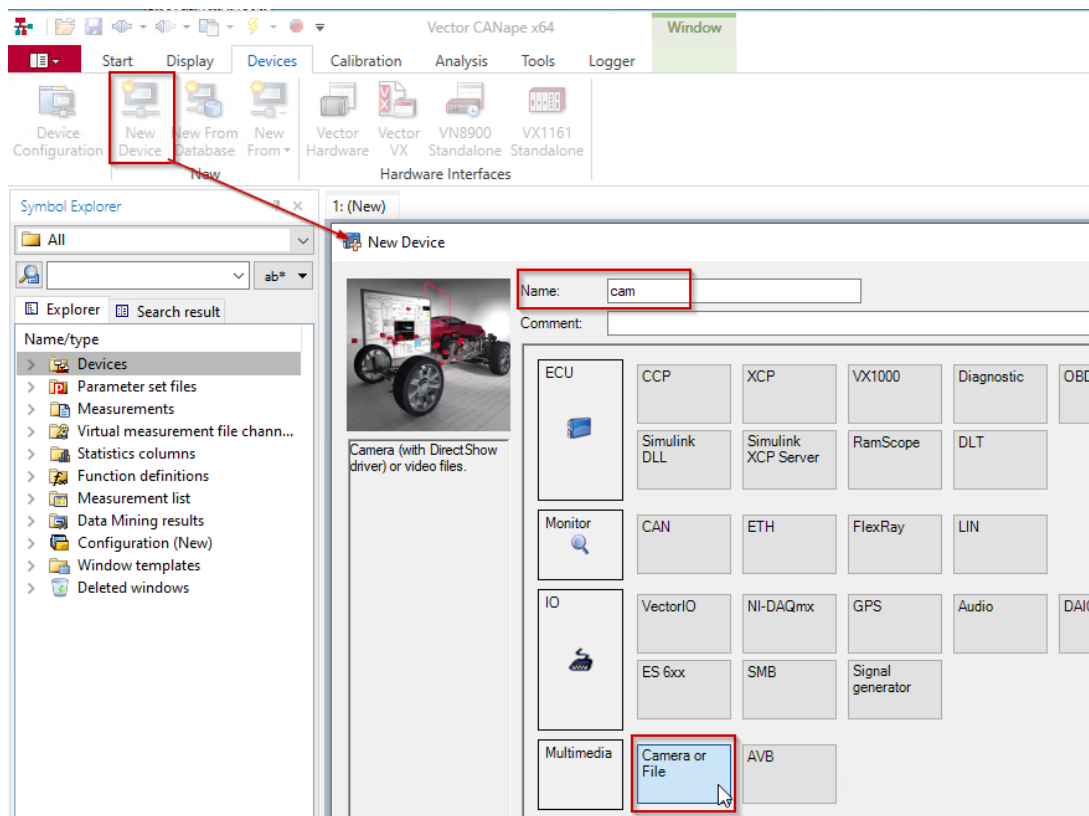 Vector CANape x64
Window
Start Display Devices Calibration Analysis Tools Logger
Device Configuration
New Device
New From Database
New From
Vector Hardware
Vector VX
VN8900 Standalone
VX1161 Standalone
New
Hardware Interfaces
Symbol Explorer
1: (New)
All
New Device
ab*
Name: cam
Explorer Search result
Comment:
Name/type
Devices
Parameter set files
Measurements
Virtual measurement file chann...
Statistics columns
Function definitions
Measurement list
Data Mining results
Configuration (New)
Window templates
Deleted windows
Camera (with DirectShow
driver) or video files.
ECU
CCP
XCP
VX1000
Diagnostic
OBD
Simulink
DLL
Simulink
XCP Server
RamScope
DLT
Monitor
CAN
ETH
FlexRay
LIN
IO
VectorIO
NI-DAQmx
GPS
Audio
ES 6xx
SMB
Signal
generator
Multimedia
Camera or
File
AVB